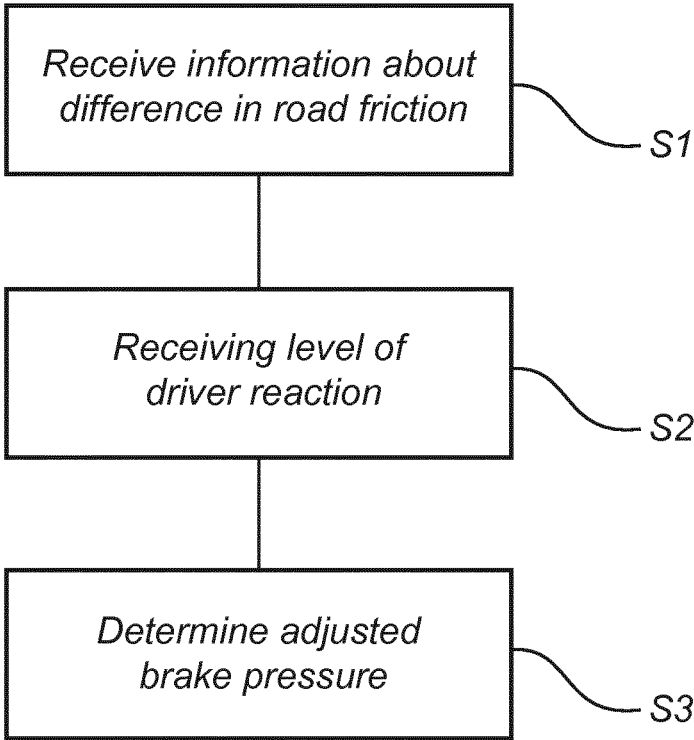 Receive information about
difference in road friction
S1
Receiving level of
driver reaction
S2
Determine adjusted
brake pressure
S3